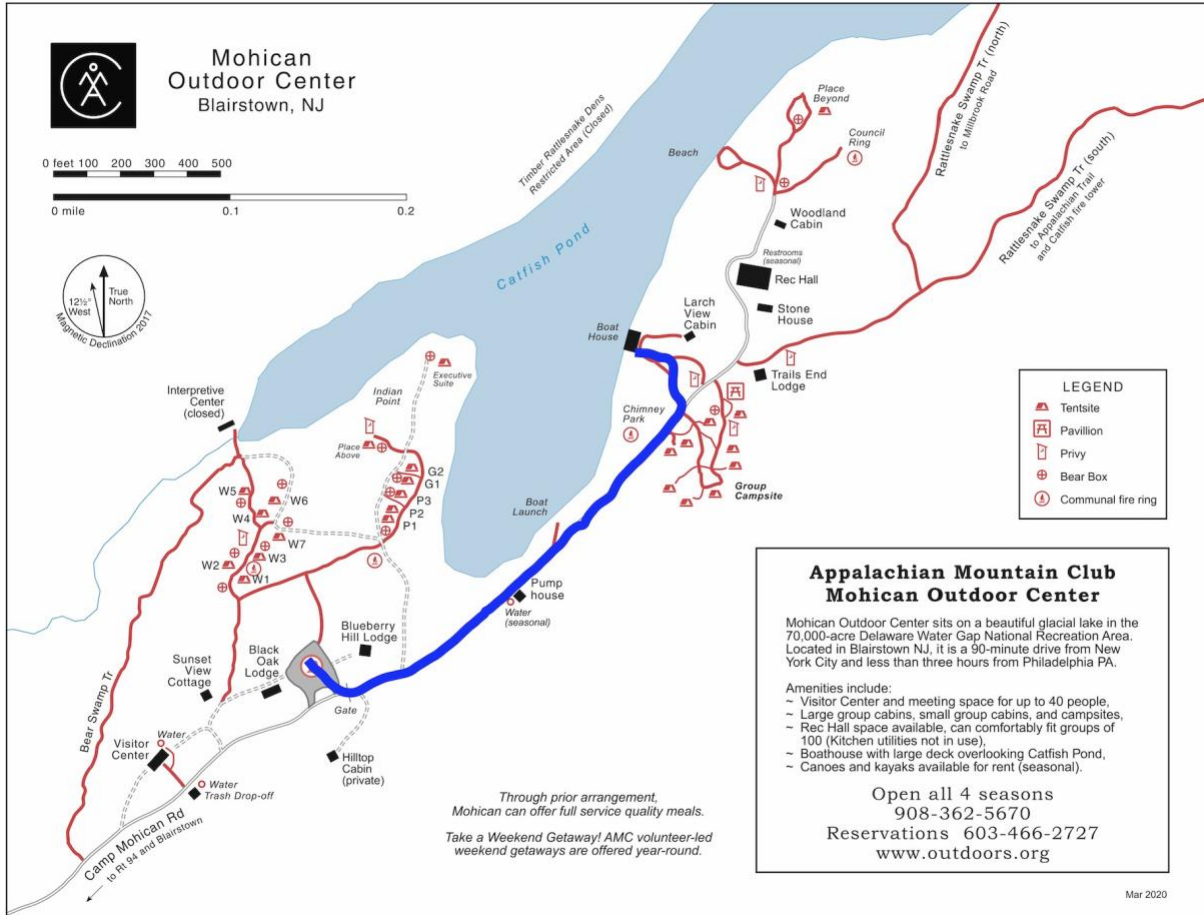 Mohican
Outdoor Center
Blairstown, NJ
0 feet 100 200 300 400 500
0 mile 0.1 0.2
12½°
West
True
North
Magnetic Declination 2017
Timber Rattlesnake Dens
Restricted Area (Closed)
Catfish Pond
Place
Beyond
Council
Ring
Beach
Woodland
Cabin
Restrooms
(seasonal)
Rec Hall
Stone
House
Larch
View
Cabin
Boat
House
Trails End
Lodge
Rattlesnake Swamp Tr (north)
to Millbrook Road
Rattlesnake Swamp Tr (south)
to Appalachian Trail
and Catfish fire tower
Chimney
Park
Group
Campsite
Executive
Suite
Indian
Point
Interpretive
Center
(closed)
Place
Above
G2
G1
P3
P2
P1
W5
W6
W4
W7
W3
W2
W1
Boat
Launch
Pump
house
Water
(seasonal)
Blueberry
Hill Lodge
Black
Oak
Lodge
Sunset
View
Cottage
Gate
Bear Swamp Tr
Water
Visitor
Center
Water
Trash Drop-off
Hilltop
Cabin
(private)
Camp Mohican Rd
to Rt 94 and Blairstown
LEGEND
Tentsite
Pavillion
Privy
Bear Box
Communal fire ring
Through prior arrangement,
Mohican can offer full service quality meals.
Take a Weekend Getaway! AMC volunteer-led
weekend getaways are offered year-round.
Appalachian Mountain Club
Mohican Outdoor Center
Mohican Outdoor Center sits on a beautiful glacial lake in the
70,000-acre Delaware Water Gap National Recreation Area.
Located in Blairstown NJ, it is a 90-minute drive from New
York City and less than three hours from Philadelphia PA.
Amenities include:
~ Visitor Center and meeting space for up to 40 people,
~ Large group cabins, small group cabins, and campsites,
~ Rec Hall space available, can comfortably fit groups of
100 (Kitchen utilities not in use),
~ Boathouse with large deck overlooking Catfish Pond,
~ Canoes and kayaks available for rent (seasonal).
Open all 4 seasons
908-362-5670
Reservations 603-466-2727
www.outdoors.org
Mar 2020